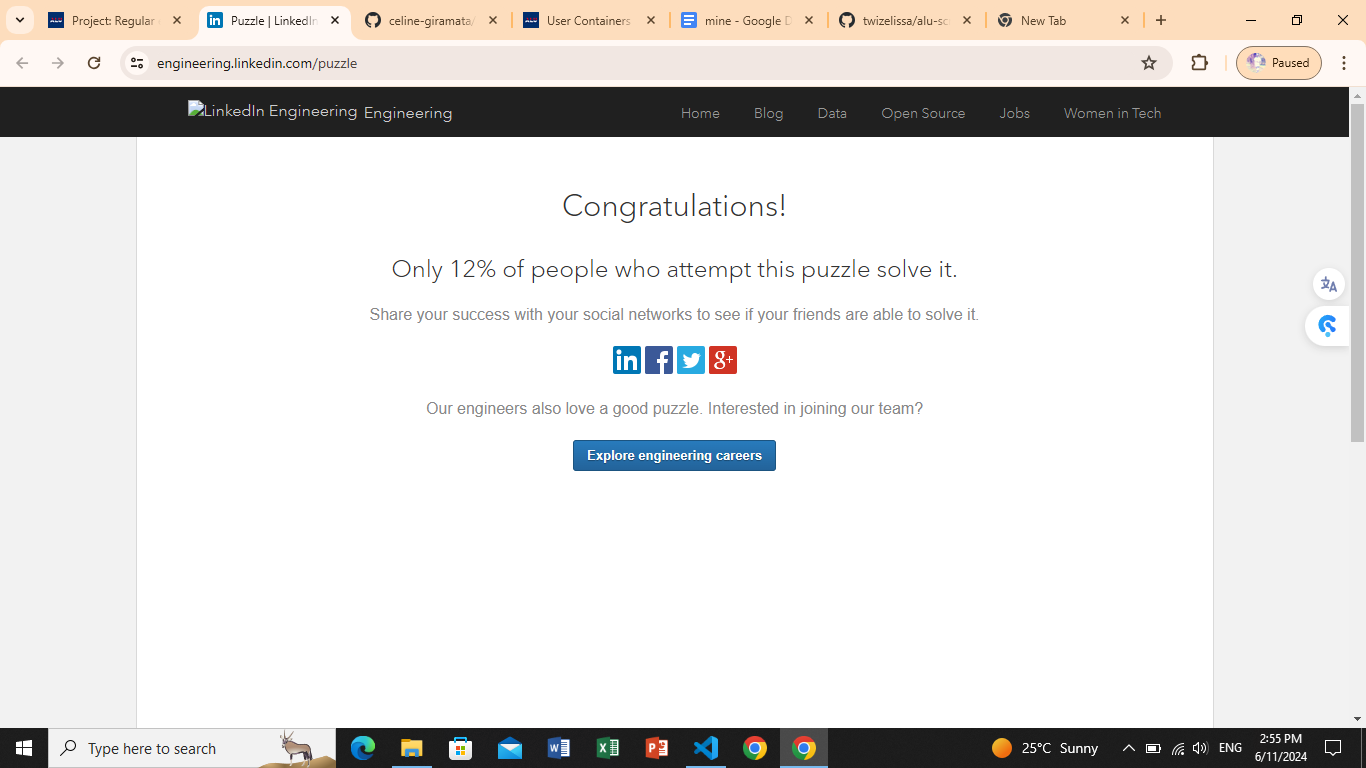 Project: Regular
Puzzle | LinkedIn
celine-giramata/
User Containers
mine - Google D
twizelissa/alu-sc
New Tab
engineering.linkedin.com/puzzle
Paused
LinkedIn Engineering Engineering
Home Blog Data Open Source Jobs Women in Tech
Congratulations!
Only 12% of people who attempt this puzzle solve it.
Share your success with your social networks to see if your friends are able to solve it.
in f g+
Our engineers also love a good puzzle. Interested in joining our team?
Explore engineering careers
Type here to search
25°C Sunny
ENG
2:55 PM
6/11/2024